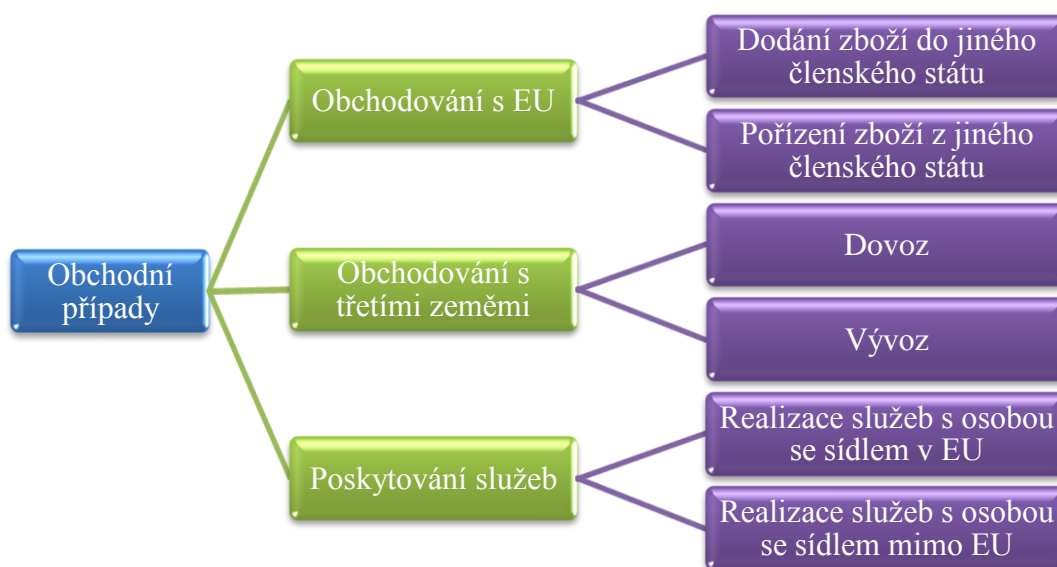 Obchodní
případy
Obchodování s EU
Dodání zboží do jiného
členského státu
Pořízení zboží z jiného
členského státu
Obchodování s
třetími zeměmi
Dovoz
Vývoz
Poskytování služeb
Realizace služeb s osobou
se sídlem v EU
Realizace služeb s osobou
se sídlem mimo EU